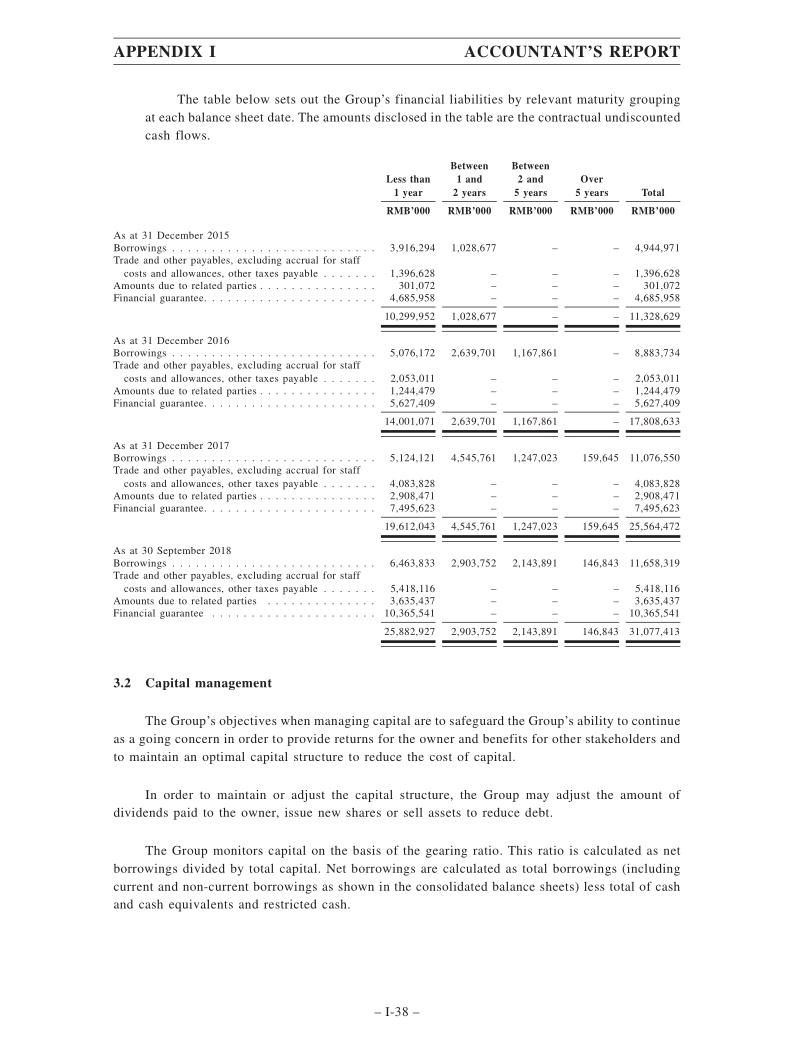 APPENDIX I ACCOUNTANT'S REPORT
The table below sets out the Group's financial liabilities by relevant maturity grouping
at each balance sheet date. The amounts disclosed in the table are the contractual undiscounted
cash flows.
Less than 1 year Between 1 and 2 years Between 2 and 5 years Over 5 years Total
RMB'000 RMB'000 RMB'000 RMB'000 RMB'000
As at 31 December 2015
Borrowings . . . . . . . . . . . . . . . . . . . . . . . . . . 3,916,294 1,028,677 – – 4,944,971
Trade and other payables, excluding accrual for staff
costs and allowances, other taxes payable . . . . . . . 1,396,628 – – – 1,396,628
Amounts due to related parties . . . . . . . . . . . . . . . 301,072 – – – 301,072
Financial guarantee. . . . . . . . . . . . . . . . . . . . . . 4,685,958 – – – 4,685,958
10,299,952 1,028,677 – – 11,328,629
As at 31 December 2016
Borrowings . . . . . . . . . . . . . . . . . . . . . . . . . . 5,076,172 2,639,701 1,167,861 – 8,883,734
Trade and other payables, excluding accrual for staff
costs and allowances, other taxes payable . . . . . . . 2,053,011 – – – 2,053,011
Amounts due to related parties . . . . . . . . . . . . . . . 1,244,479 – – – 1,244,479
Financial guarantee. . . . . . . . . . . . . . . . . . . . . . 5,627,409 – – – 5,627,409
14,001,071 2,639,701 1,167,861 – 17,808,633
As at 31 December 2017
Borrowings . . . . . . . . . . . . . . . . . . . . . . . . . . 5,124,121 4,545,761 1,247,023 159,645 11,076,550
Trade and other payables, excluding accrual for staff
costs and allowances, other taxes payable . . . . . . . 4,083,828 – – – 4,083,828
Amounts due to related parties . . . . . . . . . . . . . . . 2,908,471 – – – 2,908,471
Financial guarantee. . . . . . . . . . . . . . . . . . . . . . 7,495,623 – – – 7,495,623
19,612,043 4,545,761 1,247,023 159,645 25,564,472
As at 30 September 2018
Borrowings . . . . . . . . . . . . . . . . . . . . . . . . . . 6,463,833 2,903,752 2,143,891 146,843 11,658,319
Trade and other payables, excluding accrual for staff
costs and allowances, other taxes payable . . . . . . . 5,418,116 – – – 5,418,116
Amounts due to related parties . . . . . . . . . . . . . . 3,635,437 – – – 3,635,437
Financial guarantee . . . . . . . . . . . . . . . . . . . . . 10,365,541 – – – 10,365,541
25,882,927 2,903,752 2,143,891 146,843 31,077,413
3.2 Capital management
The Group's objectives when managing capital are to safeguard the Group's ability to continue
as a going concern in order to provide returns for the owner and benefits for other stakeholders and
to maintain an optimal capital structure to reduce the cost of capital.
In order to maintain or adjust the capital structure, the Group may adjust the amount of
dividends paid to the owner, issue new shares or sell assets to reduce debt.
The Group monitors capital on the basis of the gearing ratio. This ratio is calculated as net
borrowings divided by total capital. Net borrowings are calculated as total borrowings (including
current and non-current borrowings as shown in the consolidated balance sheets) less total of cash
and cash equivalents and restricted cash.
– I-38 –